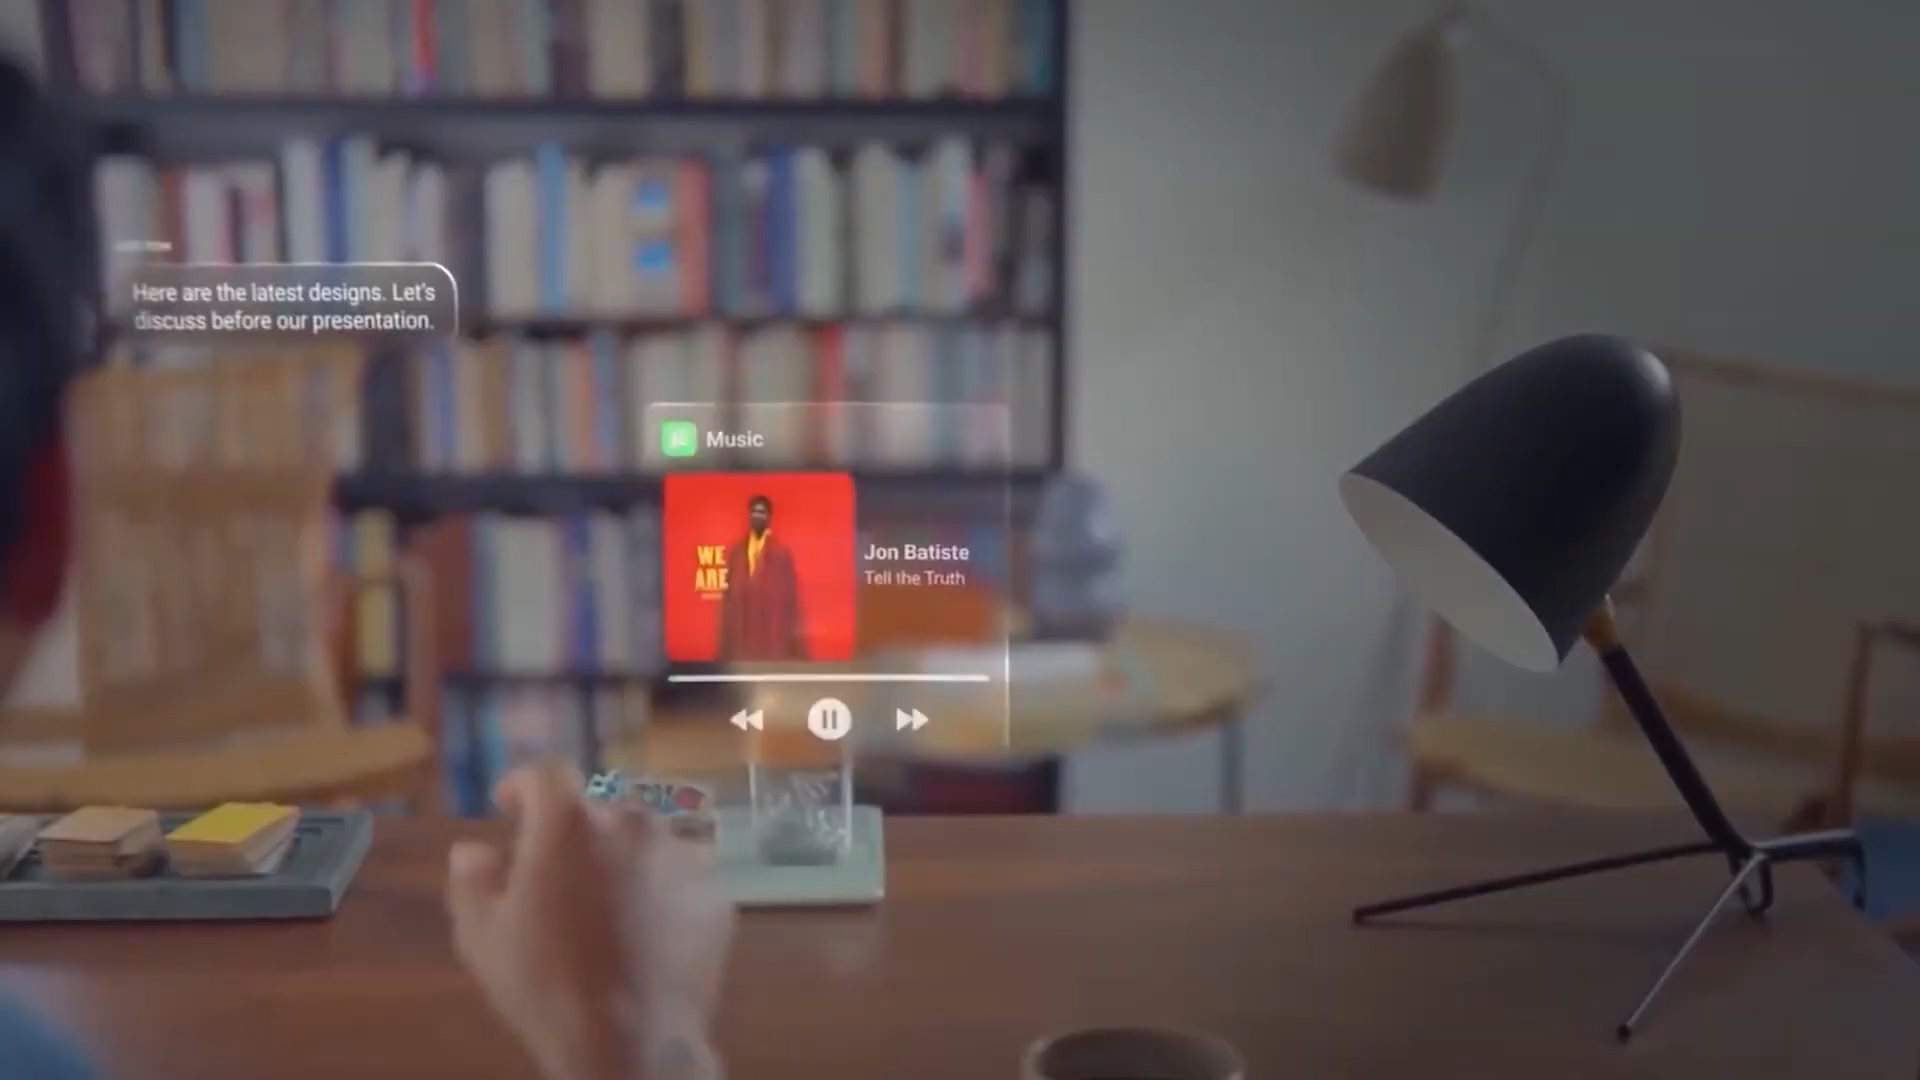 Here are the latest designs. Let's
discuss before our presentation.
Music
WE
ARE
Jon Batiste
Tell the Truth